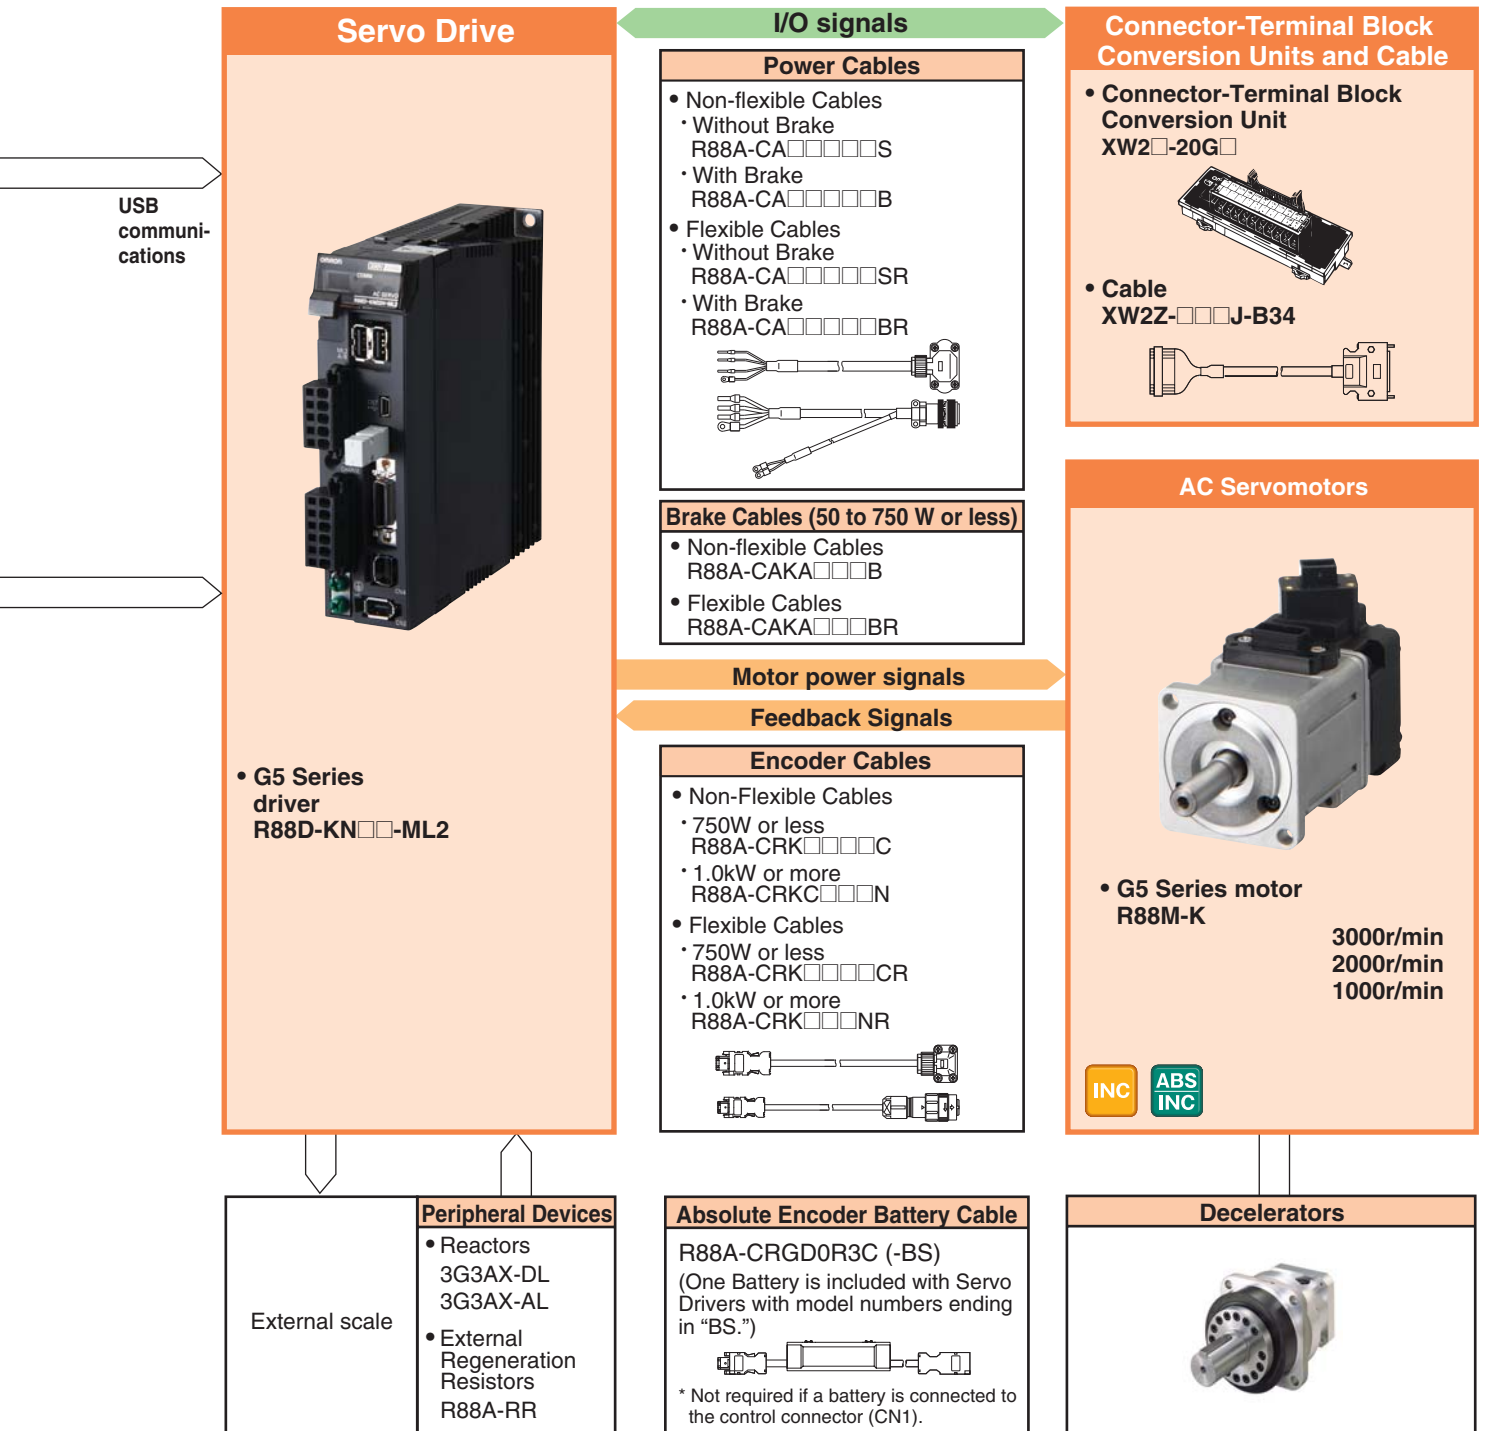 Servo Drive
USB
communi-
cations
• G5 Series
driver
R88D-KN□□-ML2
I/O signals
Power Cables
• Non-flexible Cables
・Without Brake
R88A-CA□□□□□S
・With Brake
R88A-CA□□□□□B
• Flexible Cables
・Without Brake
R88A-CA□□□□□SR
・With Brake
R88A-CA□□□□□BR
Brake Cables (50 to 750 W or less)
• Non-flexible Cables
R88A-CAKA□□□B
• Flexible Cables
R88A-CAKA□□□BR
Motor power signals
Feedback Signals
Encoder Cables
• Non-Flexible Cables
・750W or less
R88A-CRK□□□□C
・1.0kW or more
R88A-CRKC□□□N
• Flexible Cables
・750W or less
R88A-CRK□□□□CR
・1.0kW or more
R88A-CRK□□□NR
Connector-Terminal Block
Conversion Units and Cable
• Connector-Terminal Block
Conversion Unit
XW2□-20G□
• Cable
XW2Z-□□□J-B34
AC Servomotors
• G5 Series motor
R88M-K
3000r/min
2000r/min
1000r/min
INC
ABS
INC
External scale
Peripheral Devices
• Reactors
3G3AX-DL
3G3AX-AL
• External
Regeneration
Resistors
R88A-RR
Absolute Encoder Battery Cable
R88A-CRGD0R3C (-BS)
(One Battery is included with Servo
Drivers with model numbers ending
in “BS.”)
* Not required if a battery is connected to
the control connector (CN1).
Decelerators